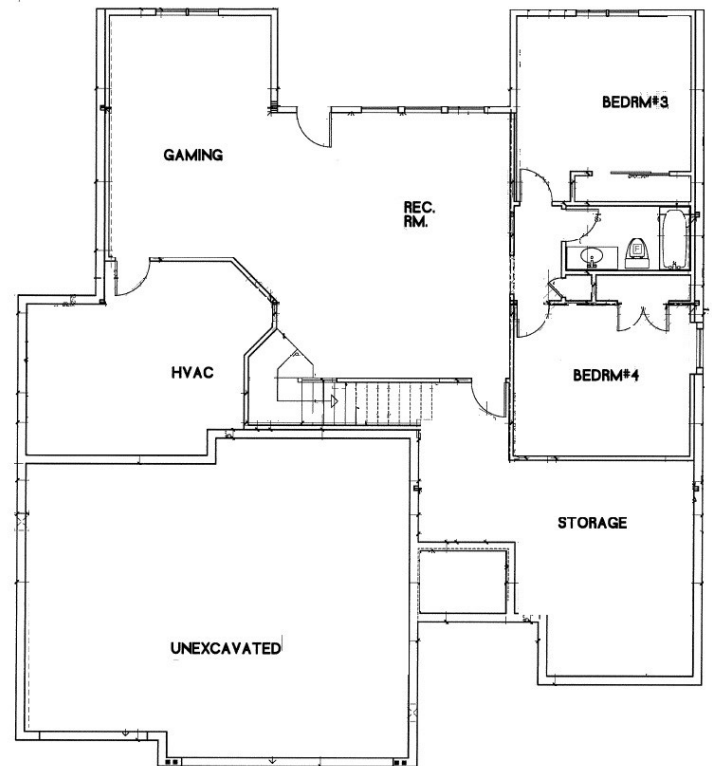 BEDRM#3
GAMING
REC.
RM.
HVAC
BEDRM#4
STORAGE
UNEXCAVATED